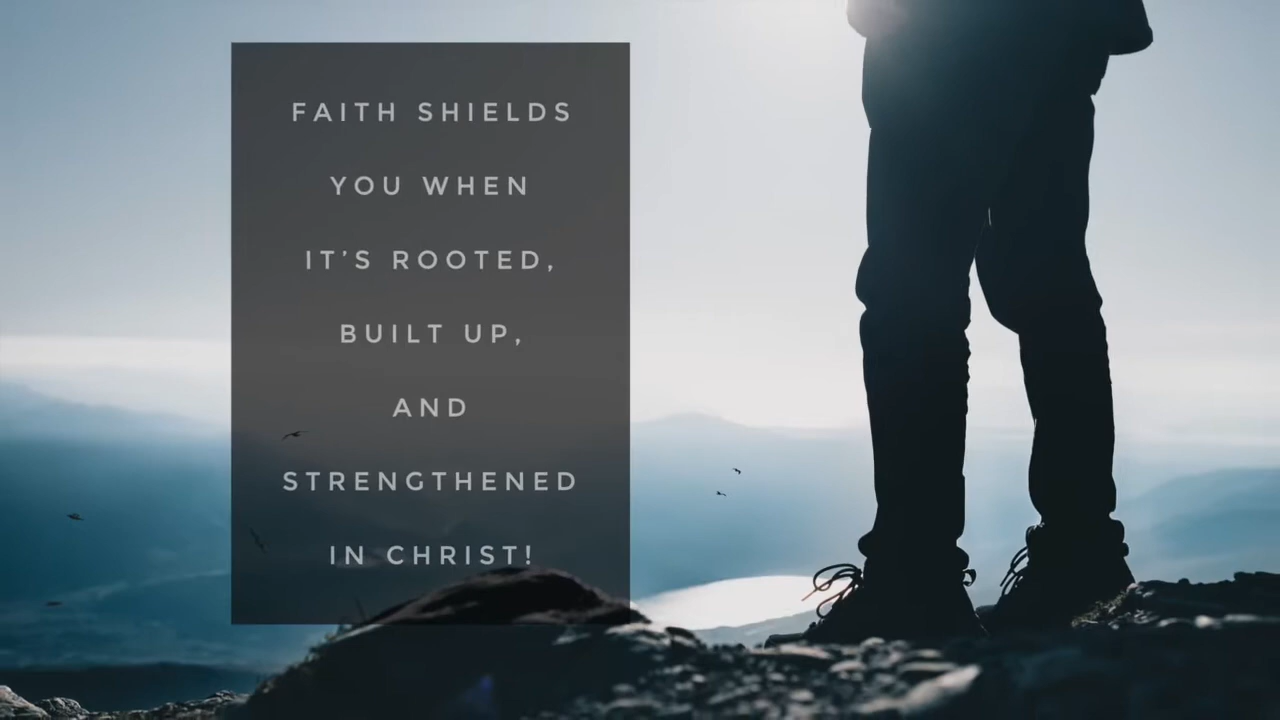 FAITH SHIELDS
YOU WHEN
IT’S ROOTED,
BUILT UP,
AND
STRENGTHENED
IN CHRIST!